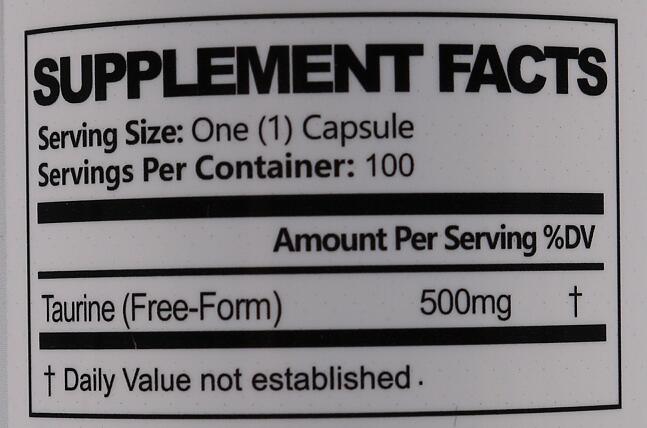 SUPPLEMENT FACTS
Serving Size: One (1) Capsule
Servings Per Container: 100
Amount Per Serving %DV
Taurine (Free-Form) 500mg †
† Daily Value not established .